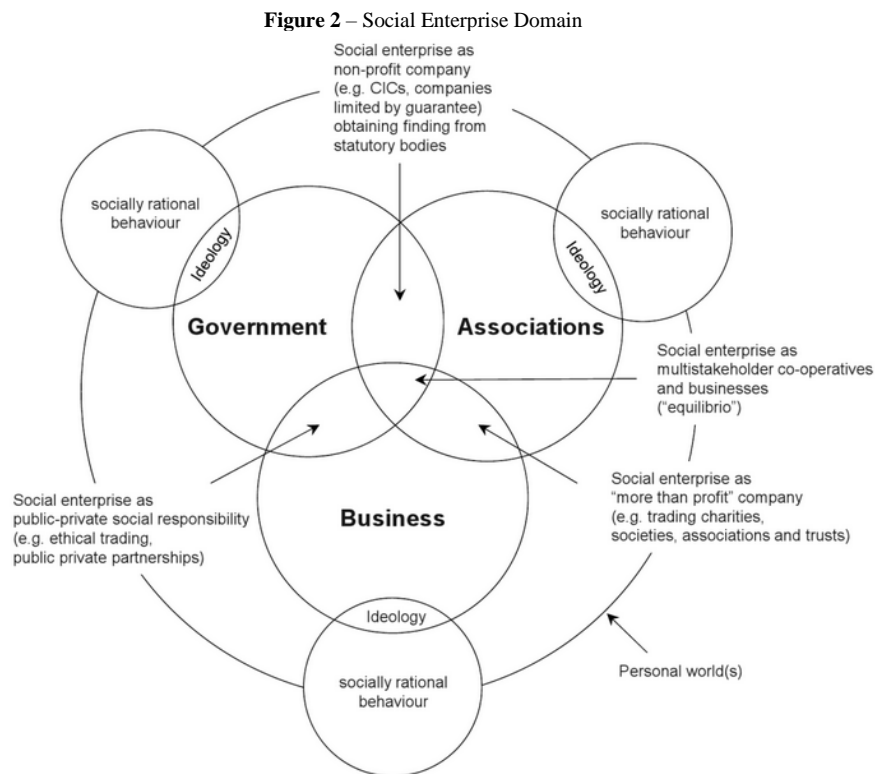 Figure 2 – Social Enterprise Domain
Social enterprise as
non-profit company
(e.g. CICs, companies
limited by guarantee)
obtaining finding from
statutory bodies
socially rational
behaviour
Ideology
socially rational
behaviour
Ideology
Government
Associations
Social enterprise as
multistakeholder co-operatives
and businesses
("equilibrio")
Social enterprise as
"more than profit" company
(e.g. trading charities,
societies, associations and trusts)
Social enterprise as
public-private social responsibility
(e.g. ethical trading,
public private partnerships)
Business
Ideology
socially rational
behaviour
Personal world(s)